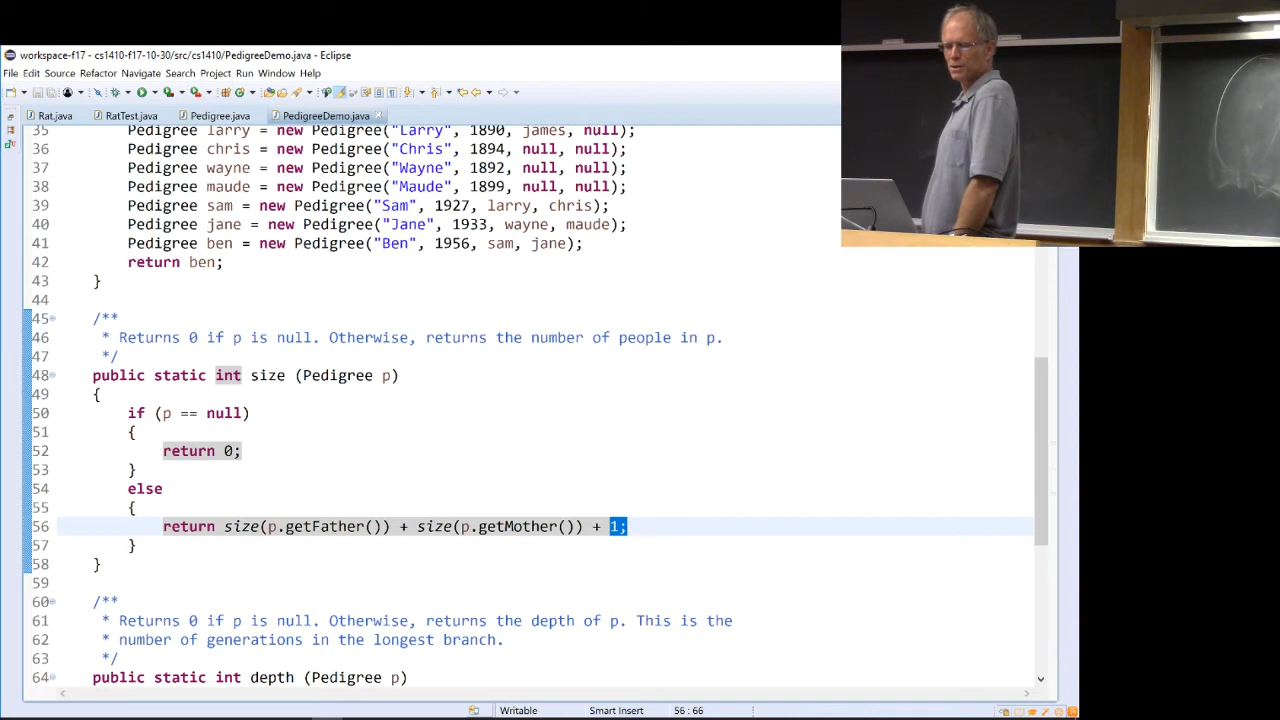 workspace-f17 - cs1410-f17-10-30/src/cs1410/PedigreeDemo.java - Eclipse
File Edit Source Refactor Navigate Search Project Run Window Help
Rat.java RatTest.java Pedigree.java PedigreeDemo.java
35 Pedigree larry = new Pedigree("Larry", 1890, james, null);
36 Pedigree chris = new Pedigree("Chris", 1894, null, null);
37 Pedigree wayne = new Pedigree("Wayne", 1892, null, null);
38 Pedigree maude = new Pedigree("Maude", 1899, null, null);
39 Pedigree sam = new Pedigree("Sam", 1927, larry, chris);
40 Pedigree jane = new Pedigree("Jane", 1933, wayne, maude);
41 Pedigree ben = new Pedigree("Ben", 1956, sam, jane);
42 return ben;
43 }
44
45 /**
46 * Returns 0 if p is null. Otherwise, returns the number of people in p.
47 */
48 public static int size (Pedigree p)
49 {
50 if (p == null)
51 {
52 return 0;
53 }
54 else
55 {
56 return size(p.getFather()) + size(p.getMother()) + 1;
57 }
58 }
59
60 /**
61 * Returns 0 if p is null. Otherwise, returns the depth of p. This is the
62 * number of generations in the longest branch.
63 */
64 public static int depth (Pedigree p)
Writable Smart Insert 56 : 66